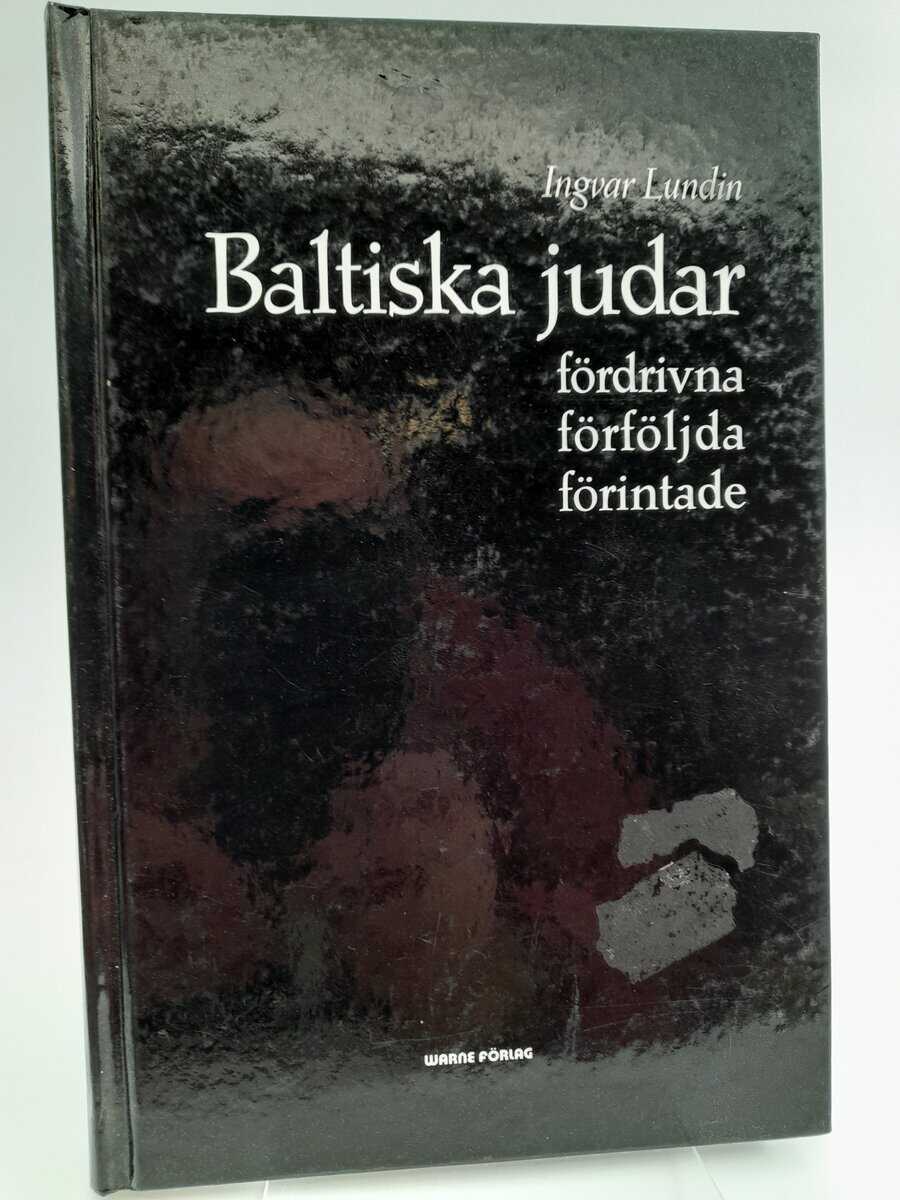 Ingvar Lundin
Baltiska judar
fördrivna
förföljda
förintade
WARNE FÖRLAG